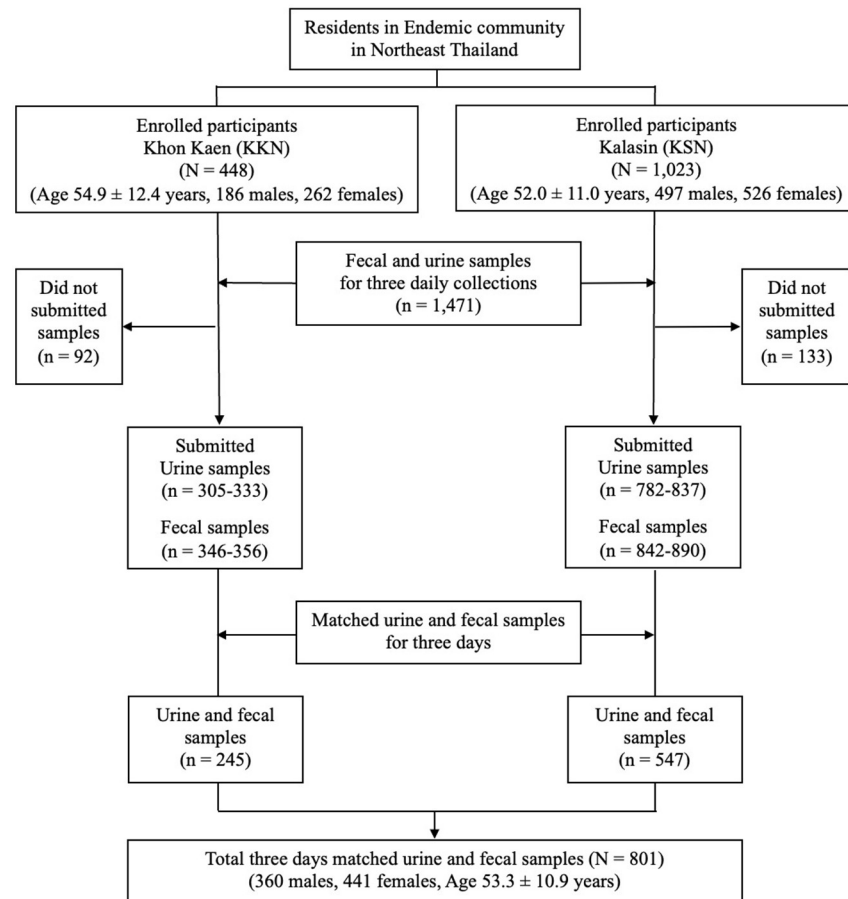 Residents in Endemic community
in Northeast Thailand
Enrolled participants
Khon Kaen (KKN)
(N = 448)
(Age 54.9 ± 12.4 years, 186 males, 262 females)
Enrolled participants
Kalasin (KSN)
(N = 1,023)
(Age 52.0 ± 11.0 years, 497 males, 526 females)
Fecal and urine samples
for three daily collections
(n = 1,471)
Did not
submitted
samples
(n = 92)
Did not
submitted
samples
(n = 133)
Submitted
Urine samples
(n = 305-333)
Fecal samples
(n = 346-356)
Submitted
Urine samples
(n = 782-837)
Fecal samples
(n = 842-890)
Matched urine and fecal samples
for three days
Urine and fecal
samples
(n = 245)
Urine and fecal
samples
(n = 547)
Total three days matched urine and fecal samples (N = 801)
(360 males, 441 females, Age 53.3 ± 10.9 years)